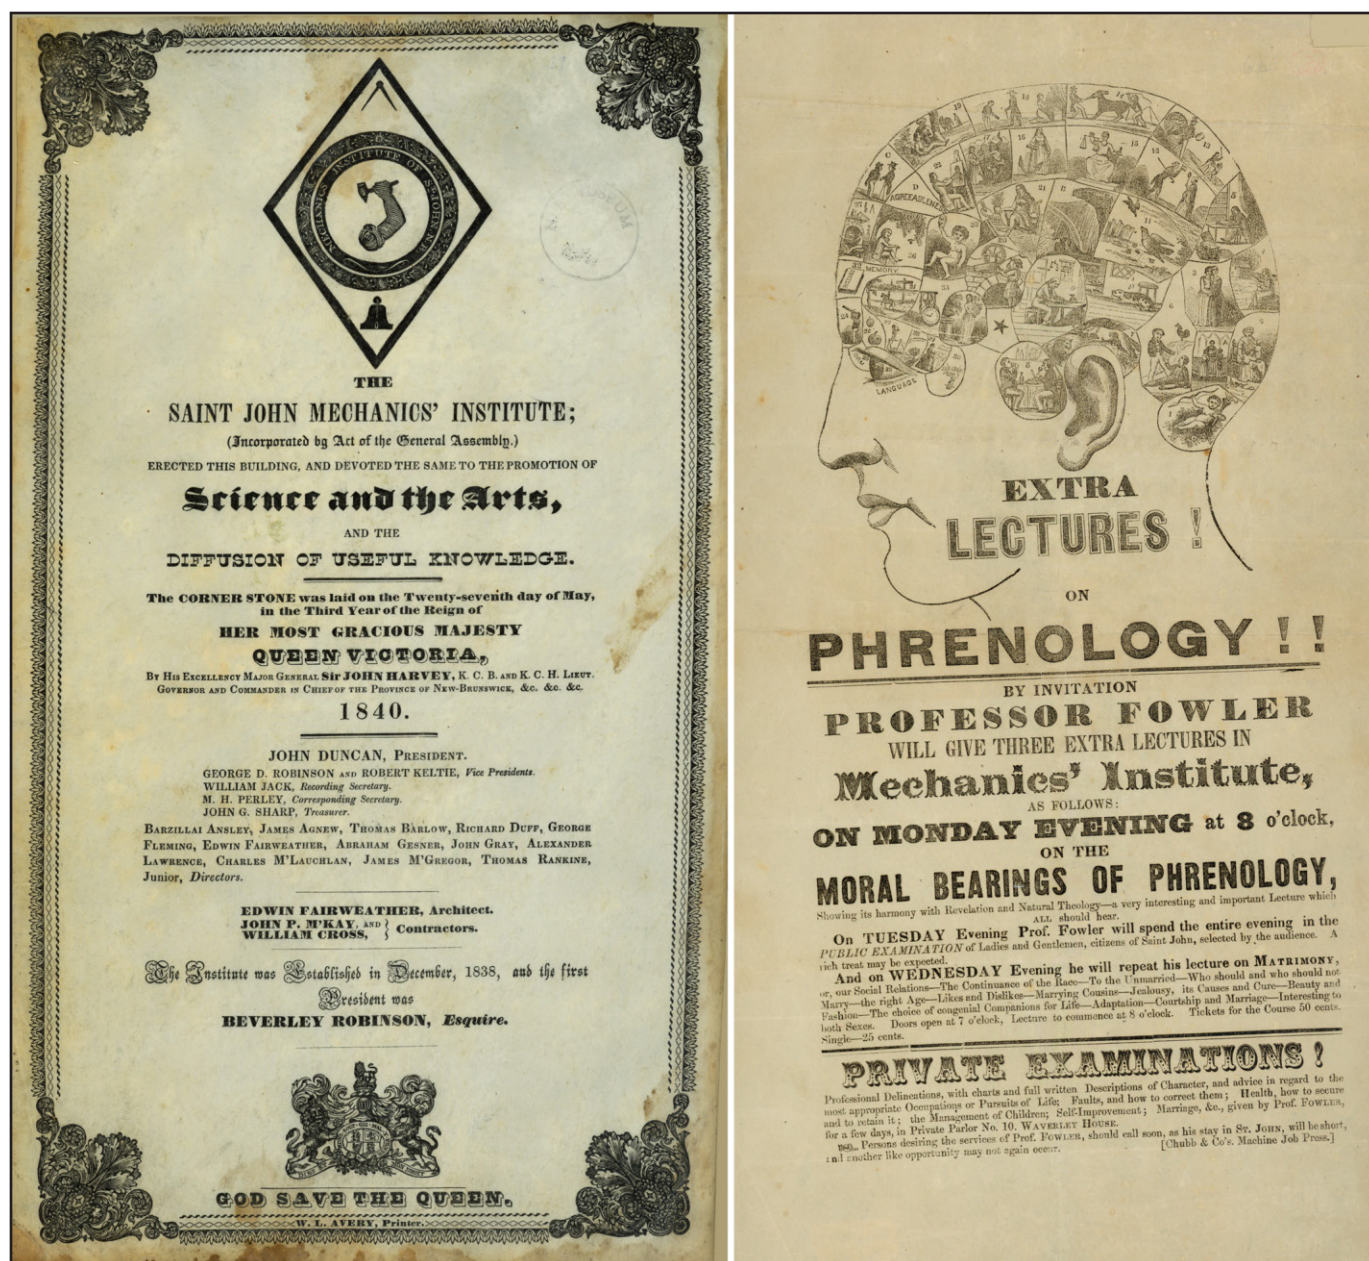 MECHANICS INSTITUTE OF ST. JOHN N.B.
THE
SAINT JOHN MECHANICS' INSTITUTE;
(Incorporated by Act of the General Assembly.)
ERECTED THIS BUILDING, AND DEVOTED THE SAME TO THE PROMOTION OF
Science and the Arts,
AND THE
DIFFUSION OF USEFUL KNOWLEDGE.
The CORNER STONE was laid on the Twenty-seventh day of May,
in the Third Year of the Reign of
HER MOST GRACIOUS MAJESTY
QUEEN VICTORIA,
BY HIS EXCELLENCY MAJOR GENERAL Sir JOHN HARVEY, K. C. B. AND K. C. H. LIEUT.
GOVERNOR AND COMMANDER IN CHIEF OF THE PROVINCE OF NEW-BRUNSWICK, &c. &c. &c.
1840.
JOHN DUNCAN, PRESIDENT.
GEORGE D. ROBINSON AND ROBERT KELTIE, Vice Presidents.
WILLIAM JACK, Recording Secretary.
M. H. PERLEY, Corresponding Secretary.
JOHN G. SHARP, Treasurer.
BARZILLAI ANSLEY, JAMES AGNEW, THOMAS BARLOW, RICHARD DUFF, GEORGE
FLEMING, EDWIN FAIRWEATHER, ABRAHAM GESNER, JOHN GRAY, ALEXANDER
LAWRENCE, CHARLES M'LAUCHLAN, JAMES M'GREGOR, THOMAS RANKINE,
Junior, Directors.
EDWIN FAIRWEATHER, Architect.
JOHN P. M'KAY, AND
WILLIAM CROSS, } Contractors.
The Institute was Established in December, 1838, and the first
President was
BEVERLEY ROBINSON, Esquire.
GOD SAVE THE QUEEN.
W. L. AVERY, Printer.
AGREEABLENE
MEMORY
LANGUAGE
EXTRA
LECTURES !
ON
PHRENOLOGY ! !
BY INVITATION
PROFESSOR FOWLER
WILL GIVE THREE EXTRA LECTURES IN
Mechanics' Institute,
AS FOLLOWS:
ON MONDAY EVENING at 8 o'clock,
ON THE
MORAL BEARINGS OF PHRENOLOGY,
Showing its harmony with Revelation and Natural Theology—a very interesting and important Lecture which
ALL should hear.
On TUESDAY Evening Prof. Fowler will spend the entire evening in the
PUBLIC EXAMINATION of Ladies and Gentlemen, citizens of Saint John, selected by the audience. A
rich treat may be expected.
And on WEDNESDAY Evening he will repeat his lecture on MATRIMONY,
or, our Social Relations—The Continuance of the Race—To the Unmarried—Who should and who should not
Marry—the right Age—Likes and Dislikes—Marrying Cousins—Jealousy, its Causes and Cure—Beauty and
Fashion—The choice of congenial Companions for Life—Adaptation—Courtship and Marriage—Interesting to
both Sexes. Doors open at 7 o'clock, Lecture to commence at 8 o'clock. Tickets for the Course 50 cents.
Single—25 cents.
PRIVATE EXAMINATIONS !
Professional Delineations, with charts and full written Descriptions of Character, and advice in regard to the
most appropriate Occupations or Pursuits of Life; Faults, and how to correct them; Health, how to secure
and to retain it; the Management of Children; Self-Improvement; Marriage, &c., given by Prof. FOWLER,
for a few days, in Private Parlor No. 10, WAVERLEY HOUSE.
Persons desiring the services of Prof. FOWLER, should call soon, as his stay in ST. JOHN, will be short,
and another like opportunity may not again occur. [Chubb & Co's. Machine Job Press.]